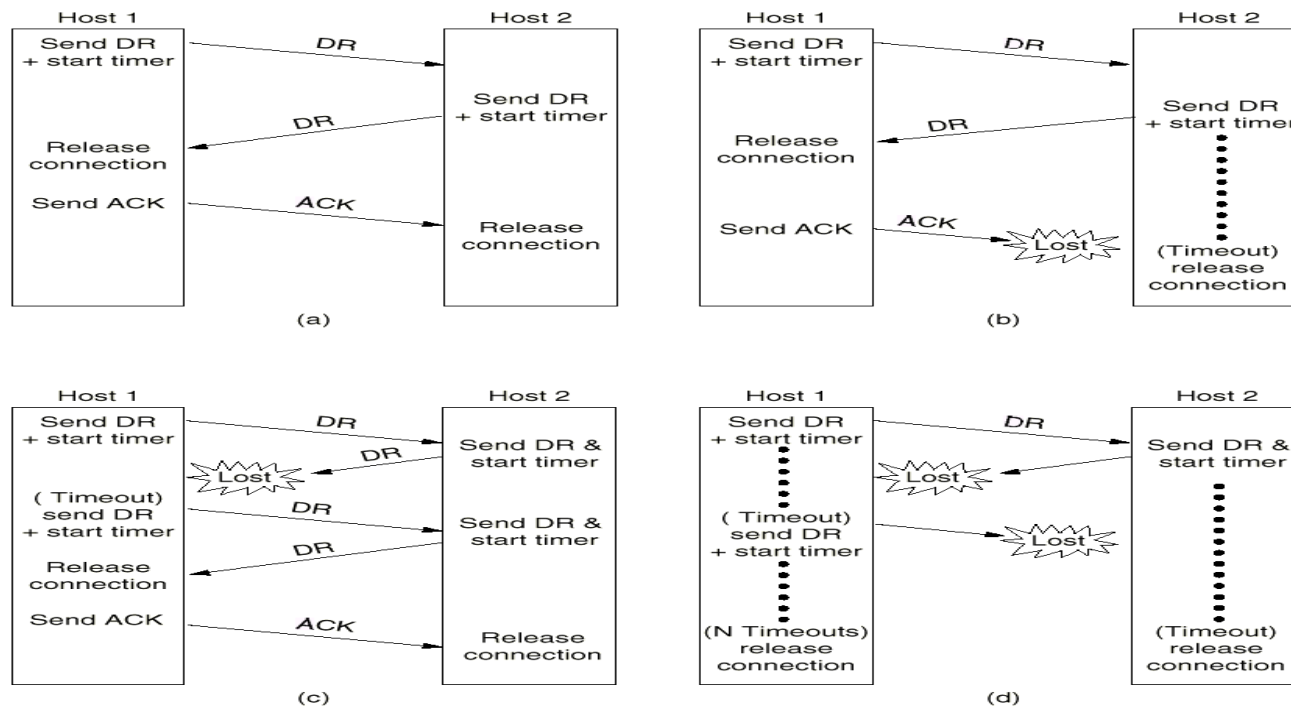 Host 1
Host 2
Send DR
+ start timer
DR
Send DR
+ start timer
DR
Release
connection
Send ACK
ACK
Release
connection
(a)
Host 1
Host 2
Send DR
+ start timer
DR
Send DR
+ start timer
DR
Release
connection
Send ACK
ACK
Lost
(Timeout)
release
connection
(b)
Host 1
Host 2
Send DR
+ start timer
DR
Send DR &
start timer
DR
Lost
( Timeout)
send DR
+ start timer
DR
Send DR &
start timer
DR
Release
connection
Send ACK
ACK
Release
connection
(c)
Host 1
Host 2
Send DR
+ start timer
DR
Send DR &
start timer
Lost
( Timeout)
send DR
+ start timer
Lost
(N Timeouts)
release
connection
(Timeout)
release
connection
(d)